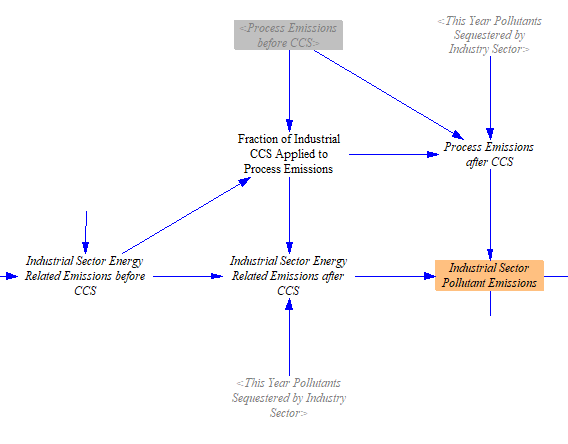 <Process Emissions
before CCS>
<This Year Pollutants
Sequestered by
Industry Sector>
Fraction of Industrial
CCS Applied to
Process Emissions
Process Emissions
after CCS
Industrial Sector Energy
Related Emissions before
CCS
Industrial Sector Energy
Related Emissions after
CCS
Industrial Sector
Pollutant Emissions
<This Year Pollutants
Sequestered by Industry
Sector>